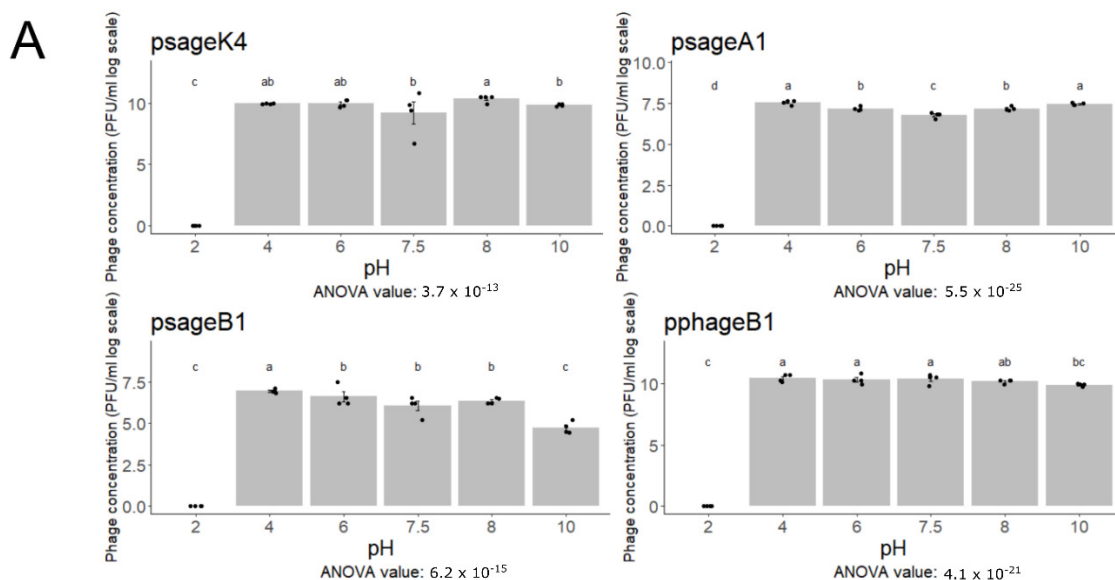 A
psageK4
Phage concentration (PFU/ml log scale)
c ab ab b a b
10
5
0
2 4 6 7.5 8 10
pH
ANOVA value: 3.7 x 10⁻¹³
psageA1
Phage concentration (PFU/ml log scale)
10.0
d a b c b a
7.5
5.0
2.5
0.0
2 4 6 7.5 8 10
pH
ANOVA value: 5.5 x 10⁻²⁵
psageB1
Phage concentration (PFU/ml log scale)
c a b b b c
7.5
5.0
2.5
0.0
2 4 6 7.5 8 10
pH
ANOVA value: 6.2 x 10⁻¹⁵
pphageB1
Phage concentration (PFU/ml log scale)
c a a a ab bc
10
5
0
2 4 6 7.5 8 10
pH
ANOVA value: 4.1 x 10⁻²¹